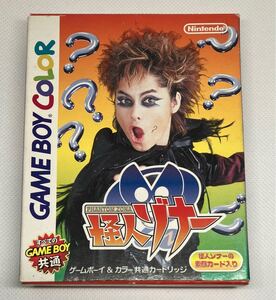 Nintendo
GAME BOY COLOR
PHANTOM ZONA
怪人ゾナー
すべての
GAME BOY
共通
怪人ゾナーの
カード入り
ゲームボーイ&カラー共通カートリッジ